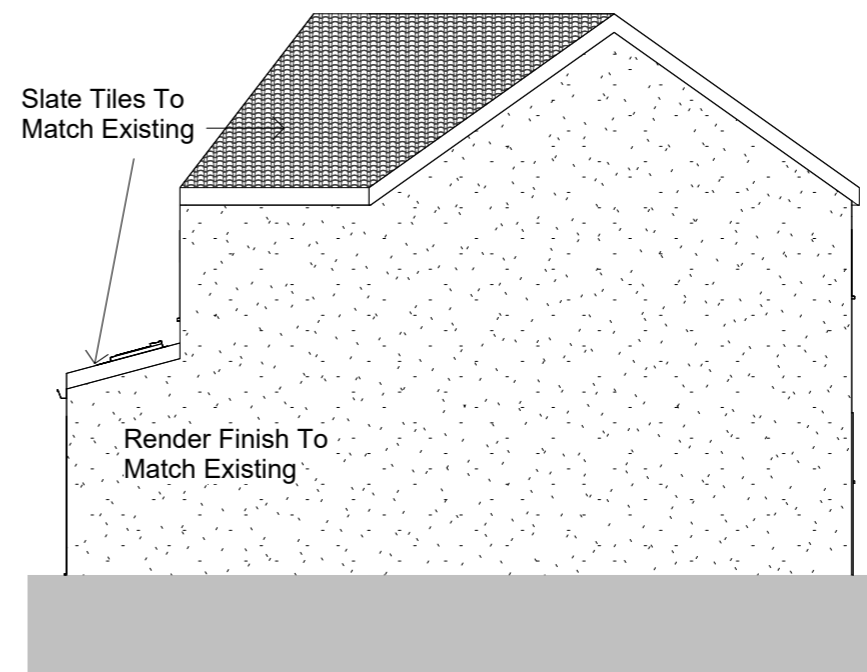 Slate Tiles To
Match Existing
Render Finish To
Match Existing